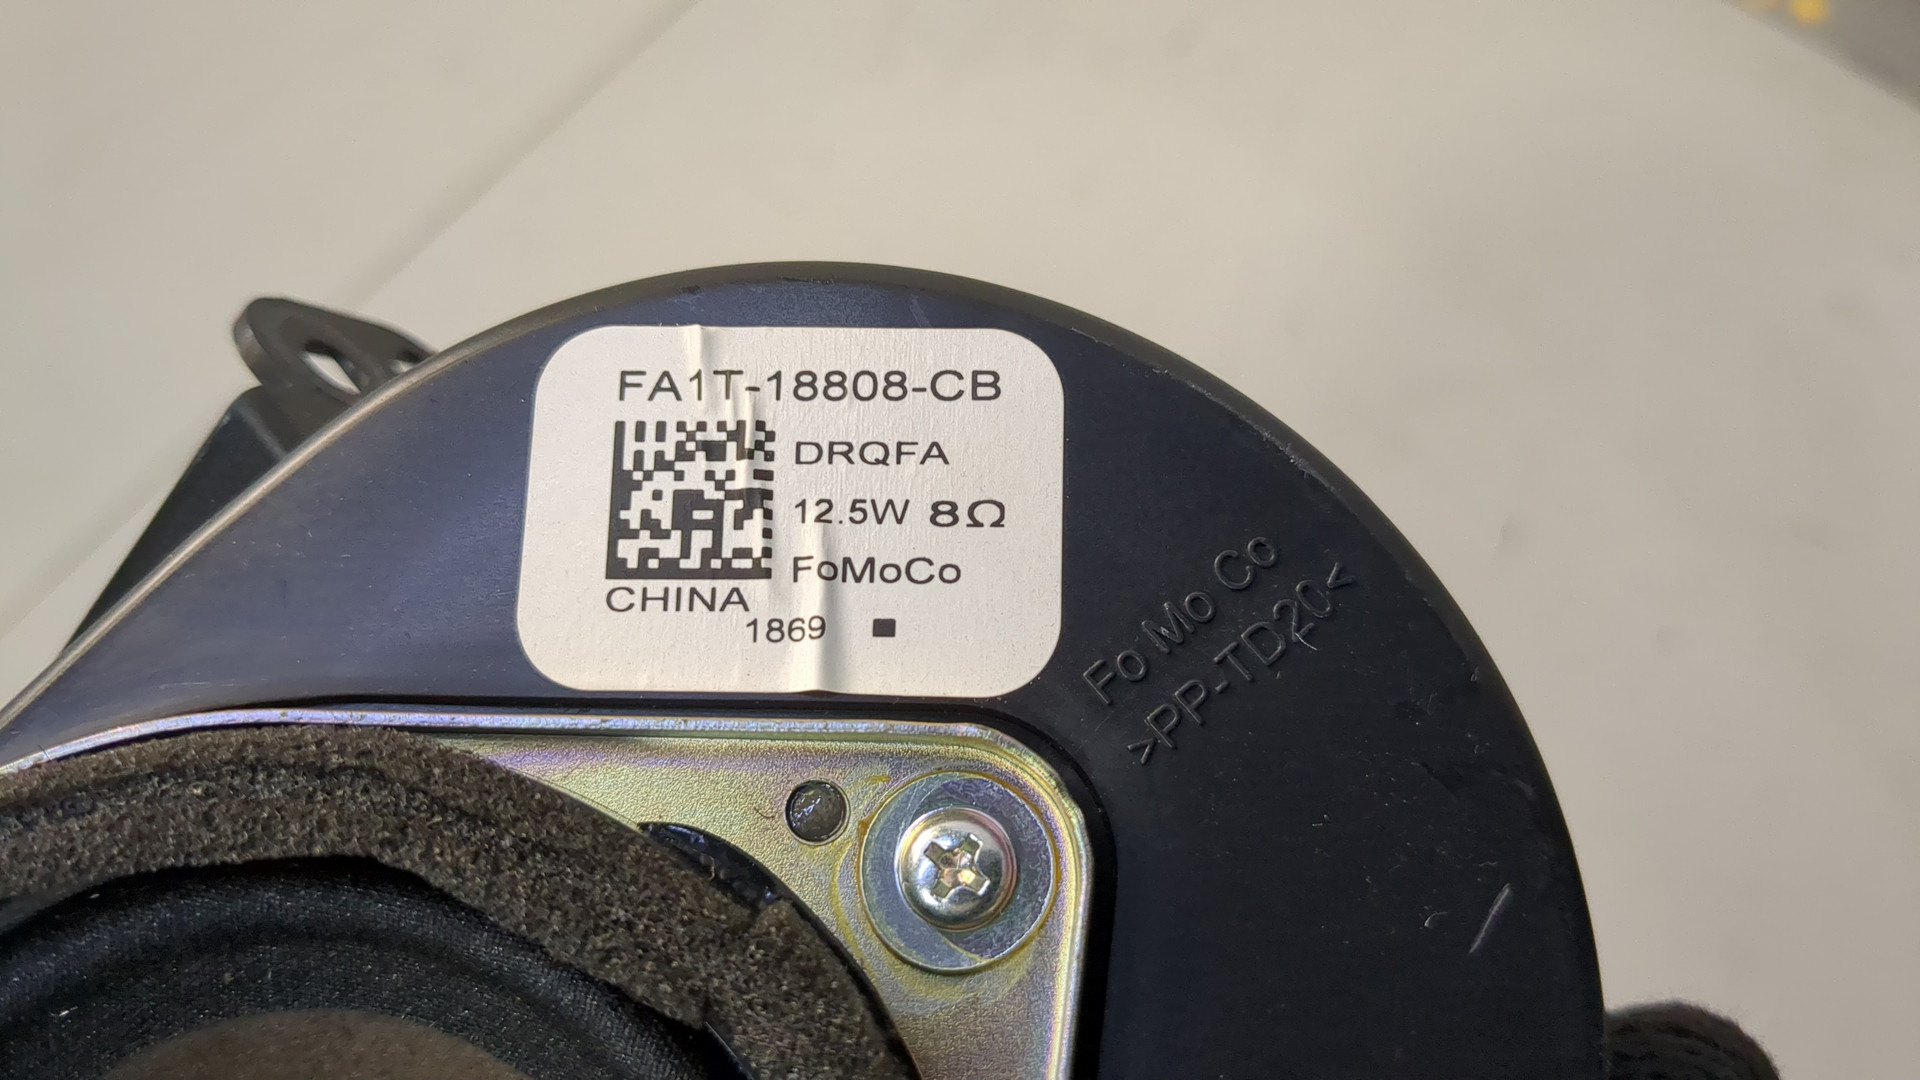 FA1T-18808-CB
DRQFA
12.5W 8Ω
FoMoCo
CHINA
1869
Fo Mo Co
>PP-TD20<